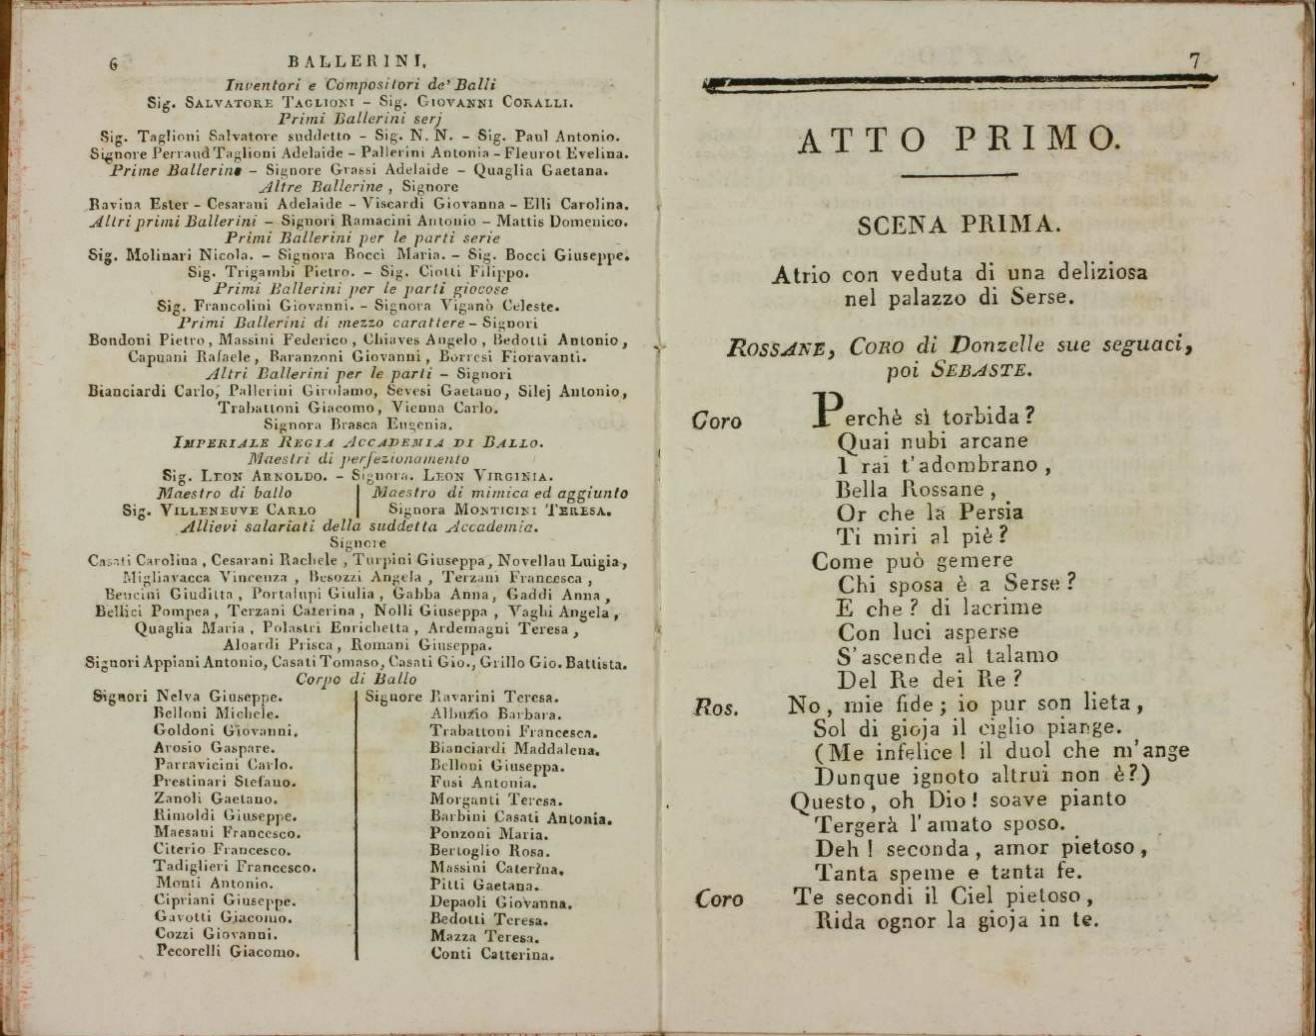 6
BALLERINI.
Inventori e Compositori de' Balli
Sig. SALVATORE TAGLIONI – Sig. GIOVANNI CORALLI.
Primi Ballerini serj
Sig. Taglioni Salvatore suddetto – Sig. N. N. – Sig. Paul Antonio.
Signore Perraud Taglioni Adelaide – Pallerini Antonia – Fleurot Evelina.
Prime Ballerine – Signore Grassi Adelaide – Quaglia Gaetana.
Altre Ballerine, Signore
Ravina Ester – Cesarani Adelaide – Viscardi Giovanna – Elli Carolina.
Altri primi Ballerini – Signori Ramacini Antonio – Mattis Domenico.
Primi Ballerini per le parti serie
Sig. Molinari Nicola. – Signora Bocci Maria. – Sig. Bocci Giuseppe.
Sig. Trigambi Pietro. – Sig. Ciotti Filippo.
Primi Ballerini per le parti giocose
Sig. Francolini Giovanni. – Signora Viganò Celeste.
Primi Ballerini di mezzo carattere – Signori
Bondoni Pietro, Massini Federico, Chiaves Angelo, Bedotti Antonio,
Capuani Rafaele, Baranzoni Giovanni, Borresi Fioravanti.
Altri Ballerini per le parti – Signori
Bianciardi Carlo, Pallerini Girolamo, Sevesi Gaetano, Silej Antonio,
Trabattoni Giacomo, Vienna Carlo.
Signora Brasca Eugenia.
IMPERIALE REGIA ACCADEMIA DI BALLO.
Maestri di perfezionamento
Sig. LEON ARNOLDO. – Signora. LEON VIRGINIA.
Maestro di ballo | Maestro di mimica ed aggiunto
Sig. VILLENEUVE CARLO | Signora MONTICINI TERESA.
Allievi salariati della suddetta Accademia.
Signore
Casati Carolina, Cesarani Rachele, Turpini Giuseppa, Novellau Luigia,
Migliavacca Vincenza, Besozzi Angela, Terzani Francesca,
Bencini Giuditta, Portalupi Giulia, Gabba Anna, Gaddi Anna,
Bellici Pompea, Terzani Caterina, Nolli Giuseppa, Vaghi Angela,
Quaglia Maria, Polastri Enrichetta, Ardemagni Teresa,
Aloardi Prisca, Romani Giuseppa.
Signori Appiani Antonio, Casati Tomaso, Casati Gio., Grillo Gio. Battista.
Corpo di Ballo
Signori Nelva Giuseppe.
Belloni Michele.
Goldoni Giovanni.
Arosio Gaspare.
Parravicini Carlo.
Prestinari Stefano.
Zanoli Gaetano.
Rimoldi Giuseppe.
Maesani Francesco.
Citerio Francesco.
Tadiglieri Francesco.
Monti Antonio.
Cipriani Giuseppe.
Gavotti Giacomo.
Cozzi Giovanni.
Pecorelli Giacomo.
Signore Ravarini Teresa.
Albuzio Barbara.
Trabattoni Francesca.
Bianciardi Maddalena.
Belloni Giuseppa.
Fusi Antonia.
Morganti Teresa.
Barbini Casati Antonia.
Ponzoni Maria.
Bertoglio Rosa.
Massini Caterina.
Pitti Gaetana.
Depaoli Giovanna.
Bedotti Teresa.
Mazza Teresa.
Conti Catterina.
7
ATTO PRIMO.
SCENA PRIMA.
Atrio con veduta di una deliziosa
nel palazzo di Serse.
ROSSANE, CORO di Donzelle sue seguaci,
poi SEBASTE.
Coro Perchè sì torbida?
Quai nubi arcane
I rai t'adombrano,
Bella Rossane,
Or che la Persia
Ti miri al piè?
Come può gemere
Chi sposa è a Serse?
E che? di lacrime
Con luci asperse
S'ascende al talamo
Del Re dei Re?
Ros. No, mie fide; io pur son lieta,
Sol di gioja il ciglio piange.
(Me infelice! il duol che m'ange
Dunque ignoto altrui non è?)
Questo, oh Dio! soave pianto
Tergerà l'amato sposo.
Deh! seconda, amor pietoso,
Tanta speme e tanta fe.
Coro Te secondi il Ciel pietoso,
Rida ognor la gioja in te.